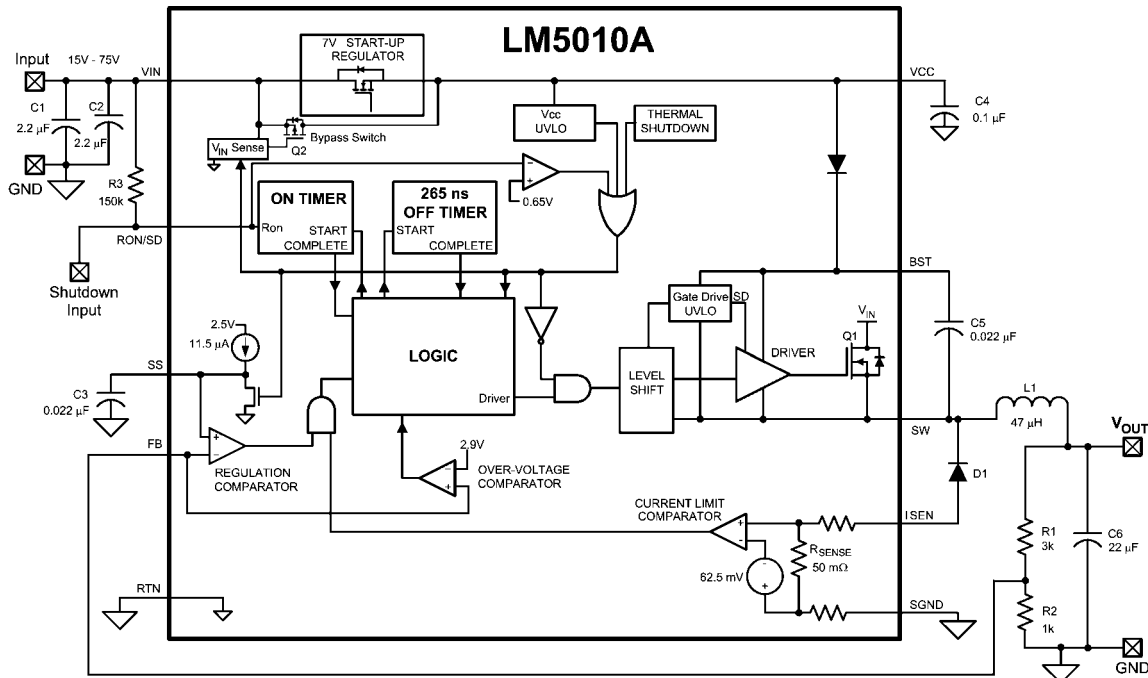 LM5010A
7V START-UP
REGULATOR
Input
15V - 75V
VIN
VCC
C1
2.2 µF
C2
2.2 µF
C4
0.1 µF
Vcc
UVLO
THERMAL
SHUTDOWN
Bypass Switch
Q2
VIN Sense
GND
R3
150k
RON/SD
0.65V
ON TIMER
Ron
START
COMPLETE
265 ns
OFF TIMER
START
COMPLETE
Shutdown
Input
BST
Gate Drive
UVLO
SD
VIN
Q1
C5
0.022 µF
2.5V
11.5 µA
LOGIC
Driver
DRIVER
LEVEL
SHIFT
SS
C3
0.022 µF
L1
47 µH
SW
VOUT
FB
REGULATION
COMPARATOR
2.9V
OVER-VOLTAGE
COMPARATOR
D1
CURRENT LIMIT
COMPARATOR
ISEN
RSENSE
50 mΩ
62.5 mV
R1
3k
C6
22 µF
RTN
SGND
R2
1k
GND